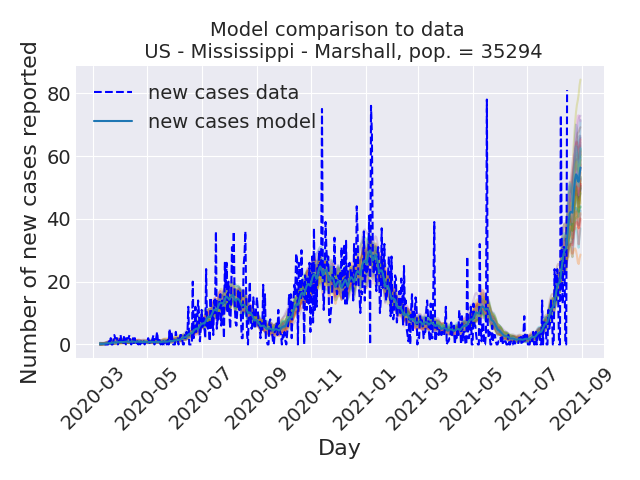 Model comparison to data
US - Mississippi - Marshall, pop. = 35294
Number of new cases reported
80
60
40
20
0
new cases data
new cases model
2020-03
2020-05
2020-07
2020-09
2020-11
2021-01
2021-03
2021-05
2021-07
2021-09
Day